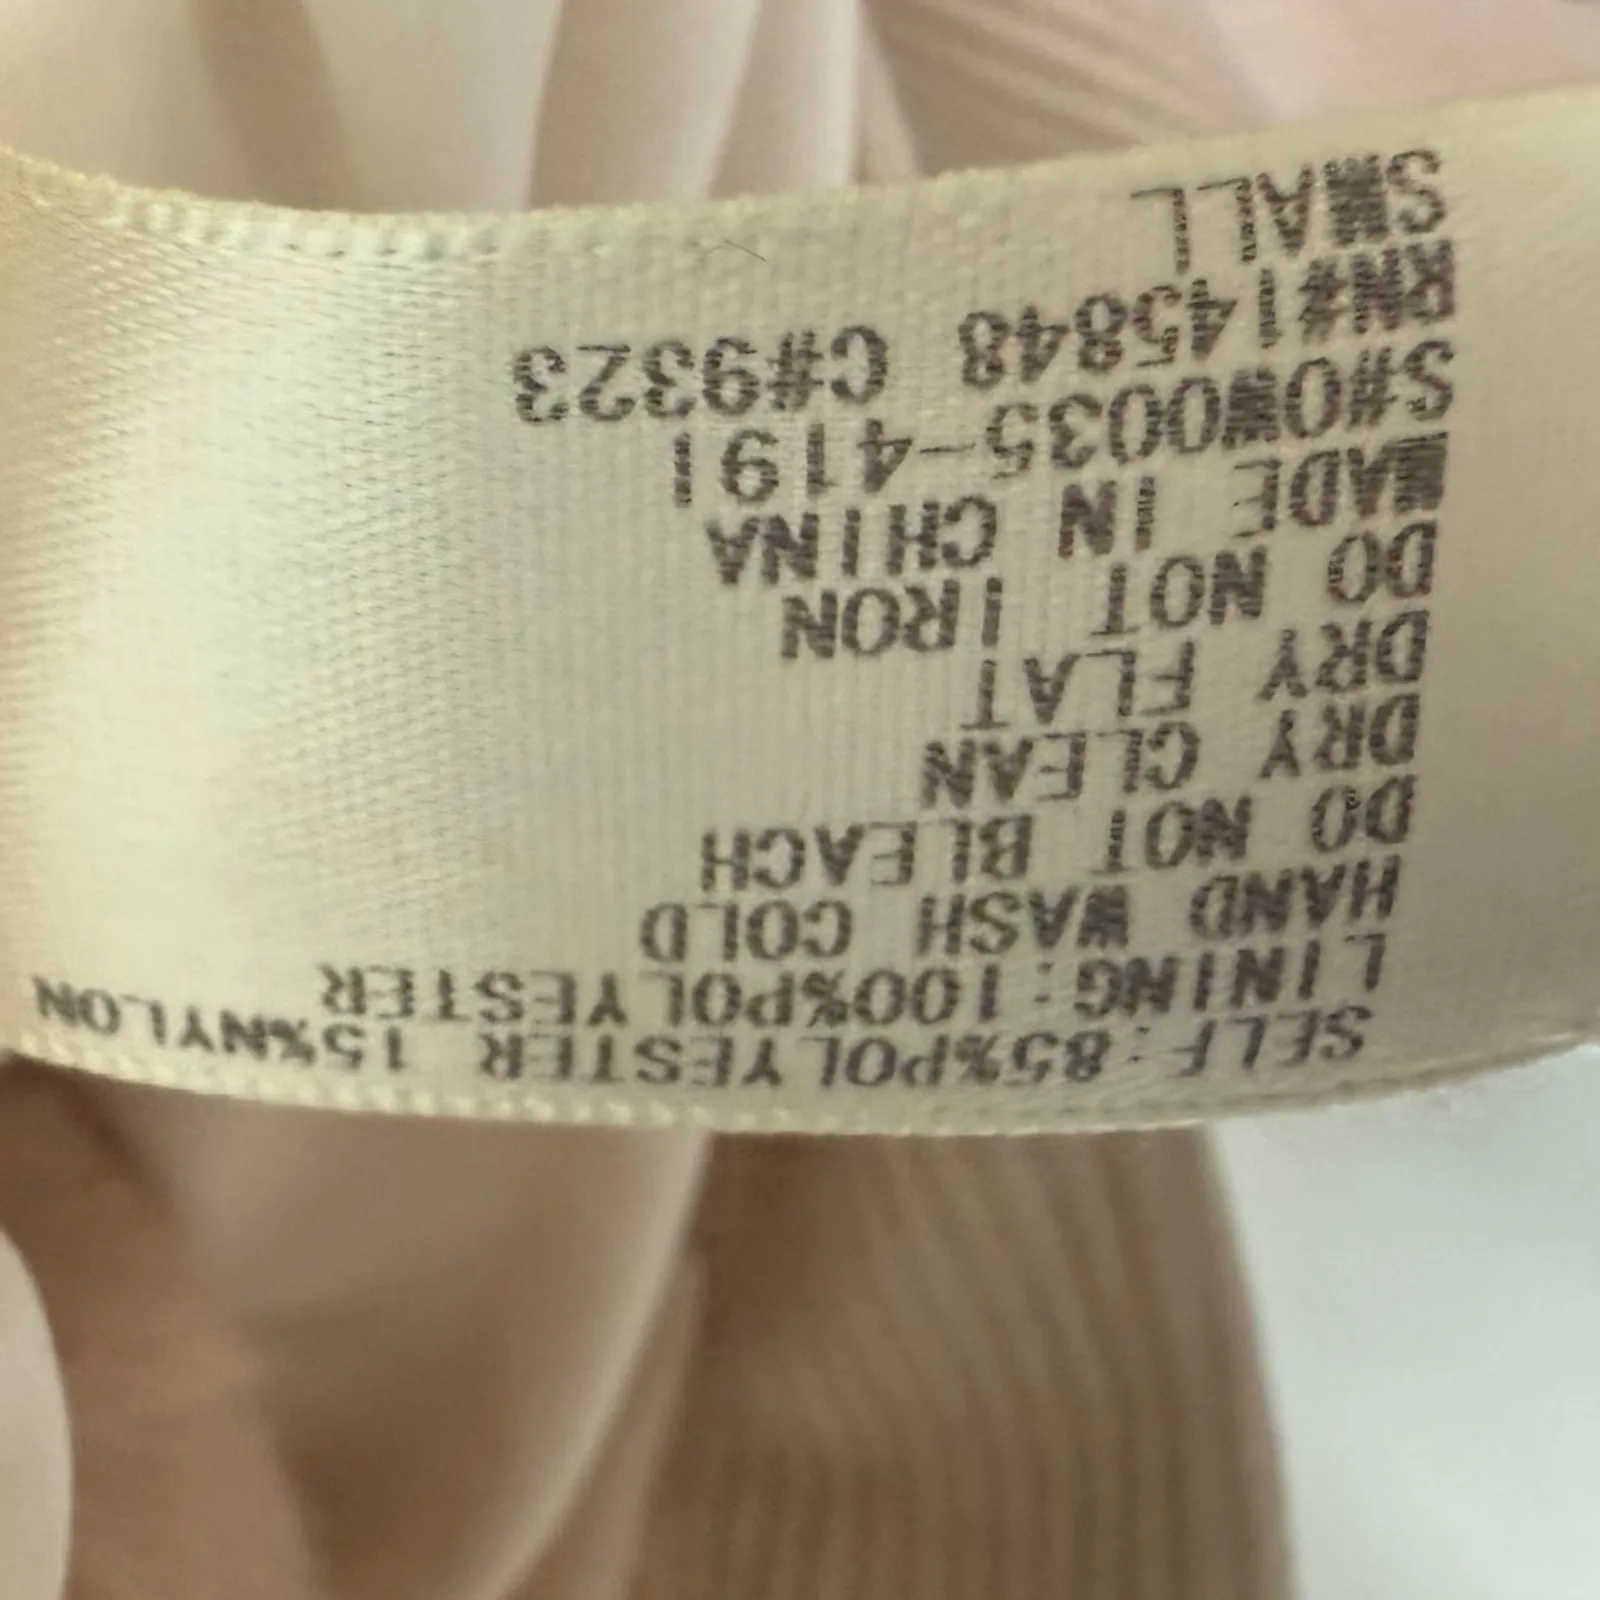 SELF:85%POLYESTER 15%NYLON
LINING:100%POLYESTER
HAND WASH COLD
DO NOT BLEACH
DRY CLEAN
DRY FLAT
DO NOT IRON
MADE IN CHINA
S#OW0035-4191
RN#145848 C#9323
SMALL